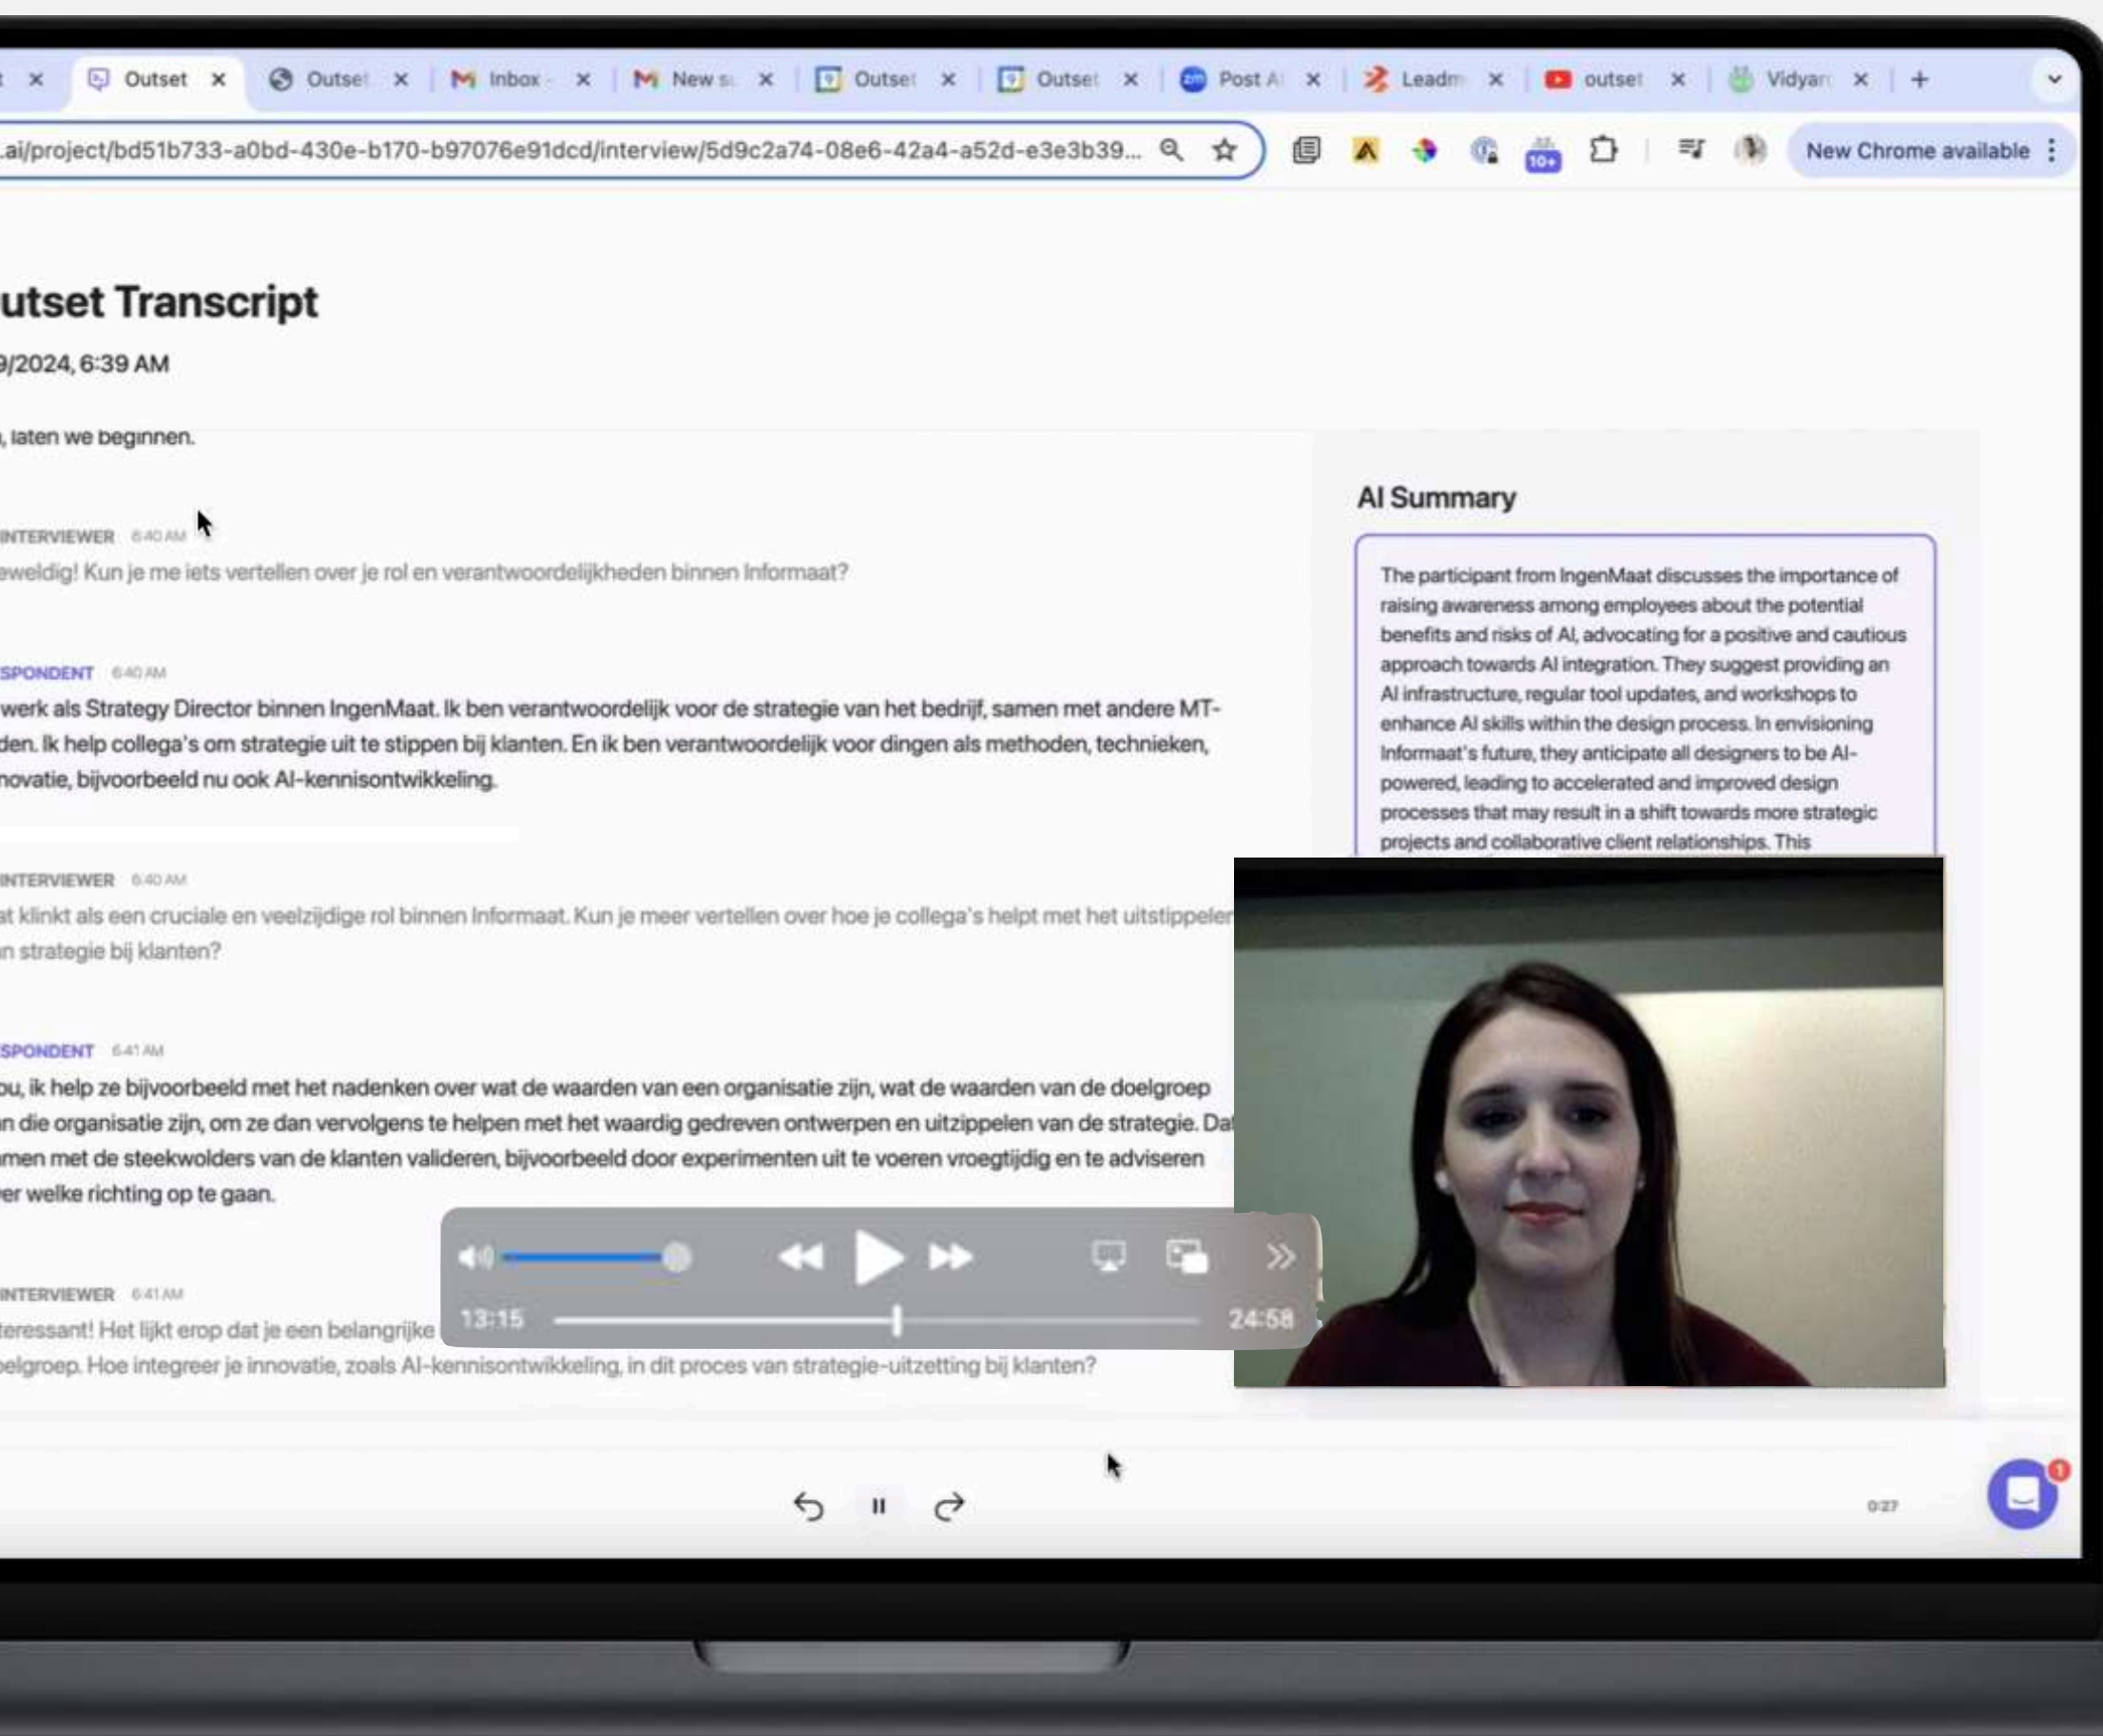 Outset
Outset
Inbox -
New s
Outset
Outset
zm
Post A
Leadm
outset
Vidyar
.ai/project/bd51b733-a0bd-430e-b170-b97076e91dcd/interview/5d9c2a74-08e6-42a4-a52d-e3e3b39...
10+
New Chrome available
utset Transcript
9/2024, 6:39 AM
, laten we beginnen.
INTERVIEWER 6:40 AM
eweldig! Kun je me iets vertellen over je rol en verantwoordelijkheden binnen Informaat?
SPONDENT 6:40 AM
werk als Strategy Director binnen IngenMaat. Ik ben verantwoordelijk voor de strategie van het bedrijf, samen met andere MT-
den. Ik help collega's om strategie uit te stippen bij klanten. En ik ben verantwoordelijk voor dingen als methoden, technieken,
novatie, bijvoorbeeld nu ook AI-kennisontwikkeling.
INTERVIEWER 6:40 AM
at klinkt als een cruciale en veelzijdige rol binnen Informaat. Kun je meer vertellen over hoe je collega's helpt met het uitstippelen
n strategie bij klanten?
SPONDENT 6:41 AM
ou, ik help ze bijvoorbeeld met het nadenken over wat de waarden van een organisatie zijn, wat de waarden van de doelgroep
n die organisatie zijn, om ze dan vervolgens te helpen met het waardig gedreven ontwerpen en uitzippelen van de strategie. Dat
men met de steekwolders van de klanten valideren, bijvoorbeeld door experimenten uit te voeren vroegtijdig en te adviseren
er welke richting op te gaan.
INTERVIEWER 6:41 AM
teressant! Het lijkt erop dat je een belangrijke
oelgroep. Hoe integreer je innovatie, zoals AI-kennisontwikkeling, in dit proces van strategie-uitzetting bij klanten?
AI Summary
The participant from IngenMaat discusses the importance of
raising awareness among employees about the potential
benefits and risks of AI, advocating for a positive and cautious
approach towards AI integration. They suggest providing an
AI infrastructure, regular tool updates, and workshops to
enhance AI skills within the design process. In envisioning
Informaat's future, they anticipate all designers to be AI-
powered, leading to accelerated and improved design
processes that may result in a shift towards more strategic
projects and collaborative client relationships. This
13:15
24:58
0:27
1